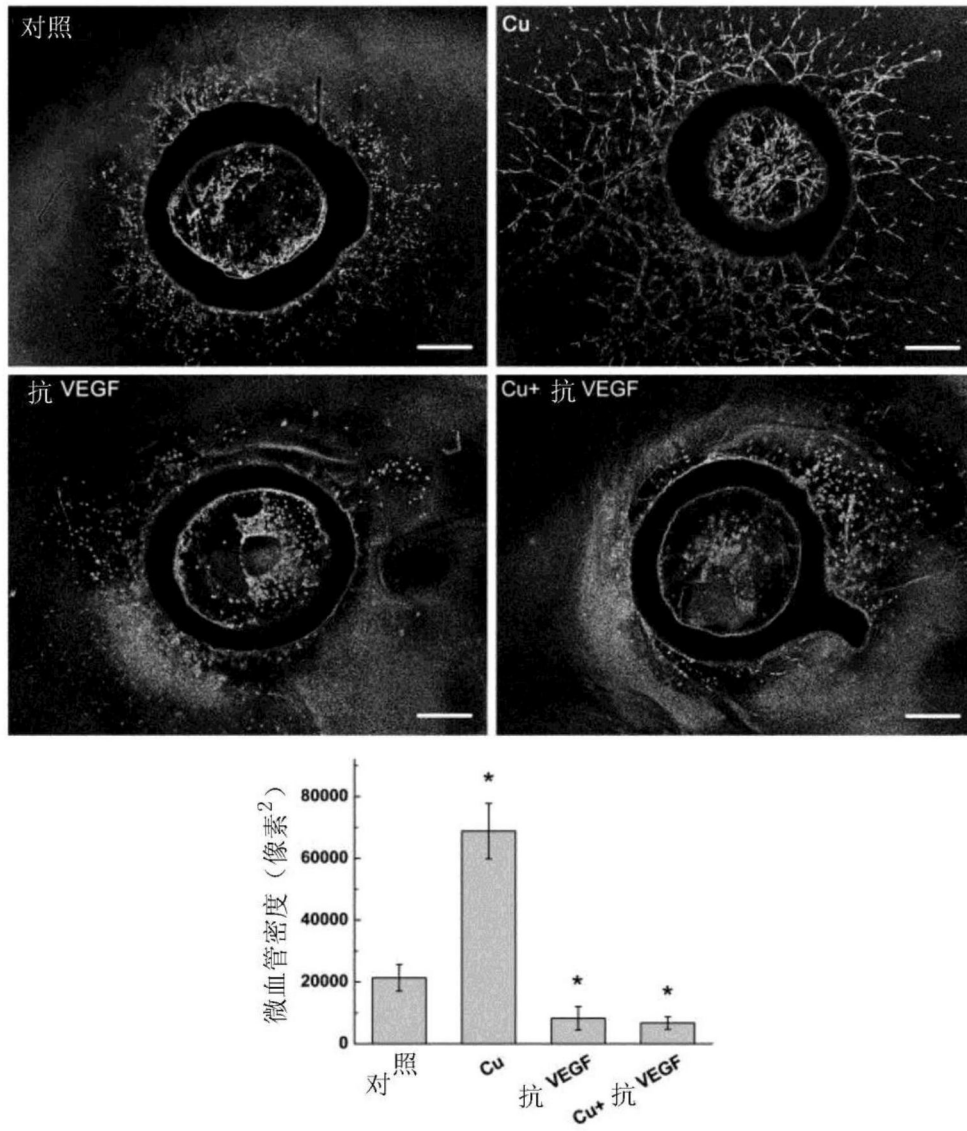 对照
Cu
抗 VEGF
Cu+ 抗 VEGF
微血管密度（像素²）
80000
60000
40000
20000
0
*
*
*
对照
Cu
抗 VEGF
Cu+ 抗 VEGF